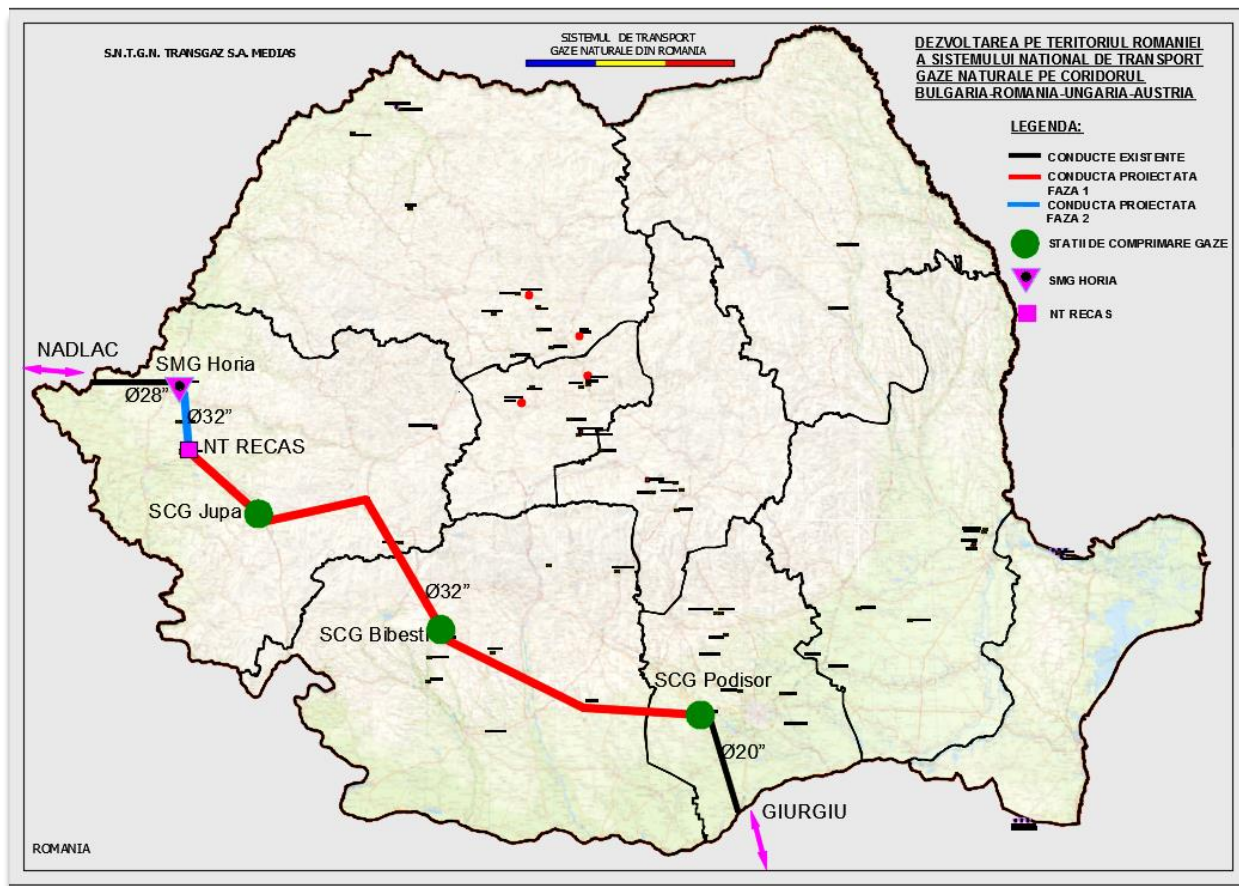 S.N.T.G.N. TRANSGAZ S.A. MEDIAS
SISTEMUL DE TRANSPORT
GAZE NATURALE DIN ROMANIA
DEZVOLTAREA PE TERITORIUL ROMANIEI
A SISTEMULUI NATIONAL DE TRANSPORT
GAZE NATURALE PE CORIDORUL
BULGARIA-ROMANIA-UNGARIA-AUSTRIA
LEGENDA:
CONDUCTE EXISTENTE
CONDUCTA PROIECTATA
FAZA 1
CONDUCTA PROIECTATA
FAZA 2
STATII DE COMPRIMARE GAZE
SMG HORIA
NT RECAS
NADLAC
SMG Horia
Ø28”
Ø32”
NT RECAS
SCG Jupa
Ø32”
SCG Bibesti
SCG Podisor
Ø20”
GIURGIU
ROMANIA